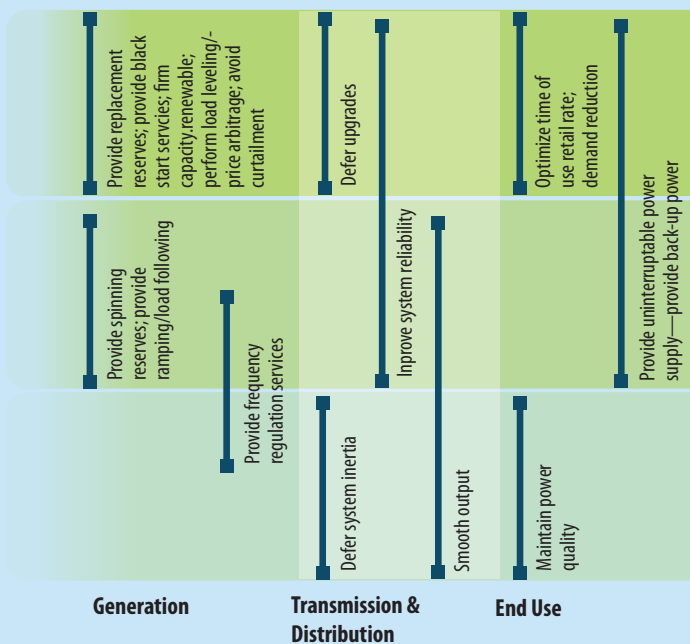 Provide replacement
reserves; provide black
start servcies; firm
capacity.renewable;
perform load leveling/-
price arbitrage; avoid
curtailment
Defer upgrades
Optimize time of
use retail rate;
demand reduction
Provide spinning
reserves; provide
ramping/load following
Inprove system reliability
Provide uninterruptable power
supply—provide back-up power
Provide frequency
regulation services
Defer system inertia
Smooth output
Maintain power
quality
Generation
Transmission &
Distribution
End Use